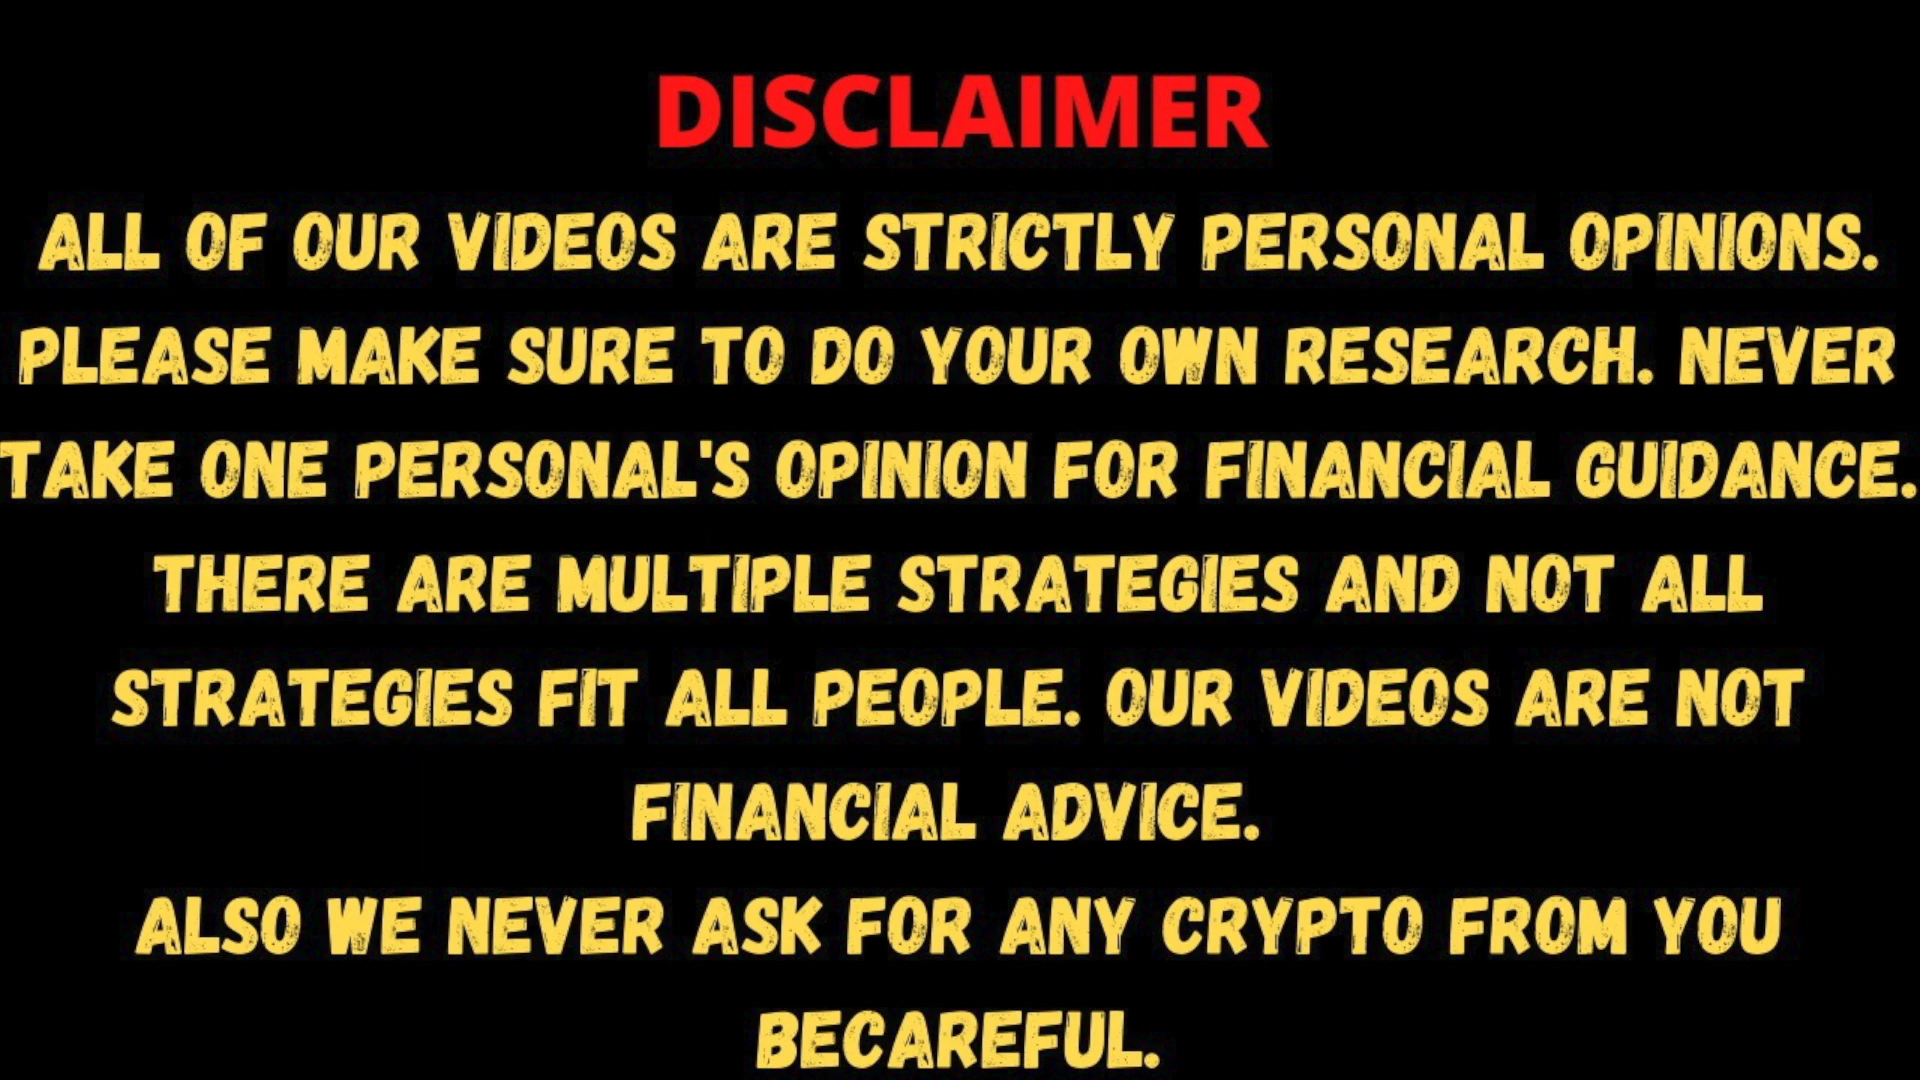 DISCLAIMER
ALL OF OUR VIDEOS ARE STRICTLY PERSONAL OPINIONS.
PLEASE MAKE SURE TO DO YOUR OWN RESEARCH. NEVER
TAKE ONE PERSONAL'S OPINION FOR FINANCIAL GUIDANCE.
THERE ARE MULTIPLE STRATEGIES AND NOT ALL
STRATEGIES FIT ALL PEOPLE. OUR VIDEOS ARE NOT
FINANCIAL ADVICE.
ALSO WE NEVER ASK FOR ANY CRYPTO FROM YOU
BECAREFUL.